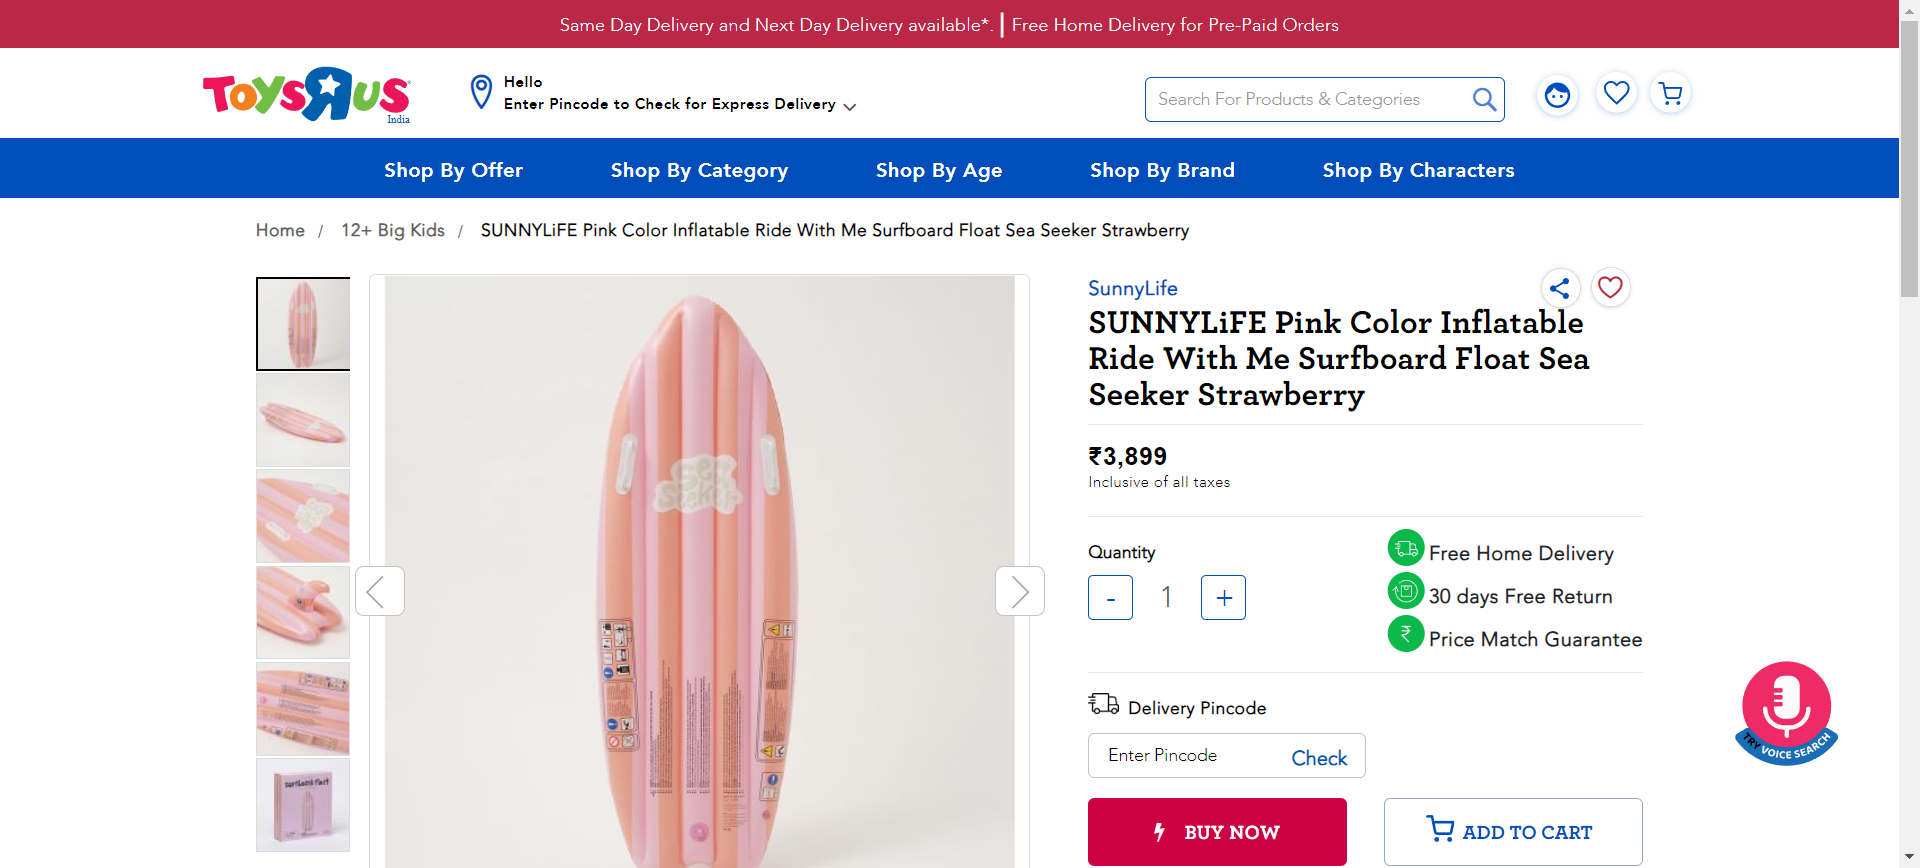 Same Day Delivery and Next Day Delivery available*. | Free Home Delivery for Pre-Paid Orders
TOYSRUS
India
Hello
Enter Pincode to Check for Express Delivery
Search For Products & Categories
Shop By Offer
Shop By Category
Shop By Age
Shop By Brand
Shop By Characters
Home / 12+ Big Kids / SUNNYLiFE Pink Color Inflatable Ride With Me Surfboard Float Sea Seeker Strawberry
SunnyLife
SUNNYLiFE Pink Color Inflatable
Ride With Me Surfboard Float Sea
Seeker Strawberry
₹3,899
Inclusive of all taxes
Quantity
- 1 +
Free Home Delivery
30 days Free Return
Price Match Guarantee
Delivery Pincode
Enter Pincode Check
BUY NOW
ADD TO CART
TRY VOICE SEARCH
sea
seeker
surfboard float